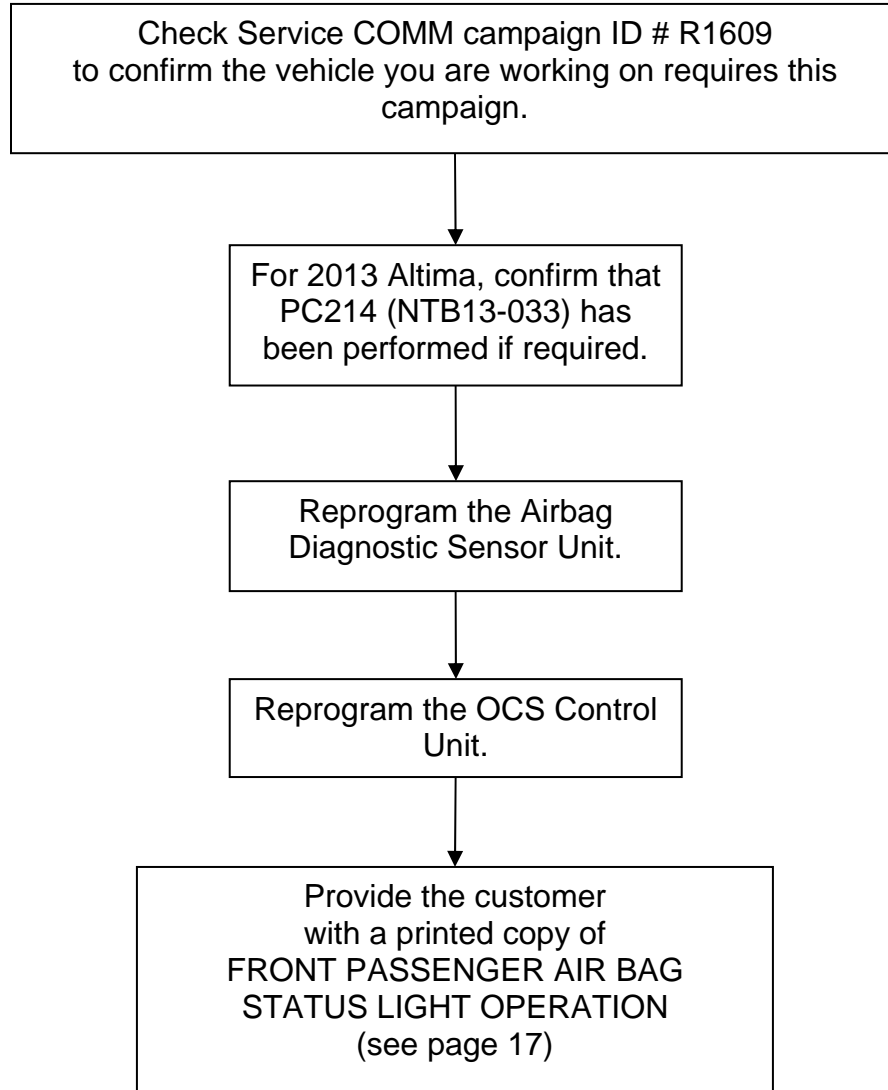 Check Service COMM campaign ID # R1609
to confirm the vehicle you are working on requires this
campaign.
For 2013 Altima, confirm that
PC214 (NTB13-033) has
been performed if required.
Reprogram the Airbag
Diagnostic Sensor Unit.
Reprogram the OCS Control
Unit.
Provide the customer
with a printed copy of
FRONT PASSENGER AIR BAG
STATUS LIGHT OPERATION
(see page 17)